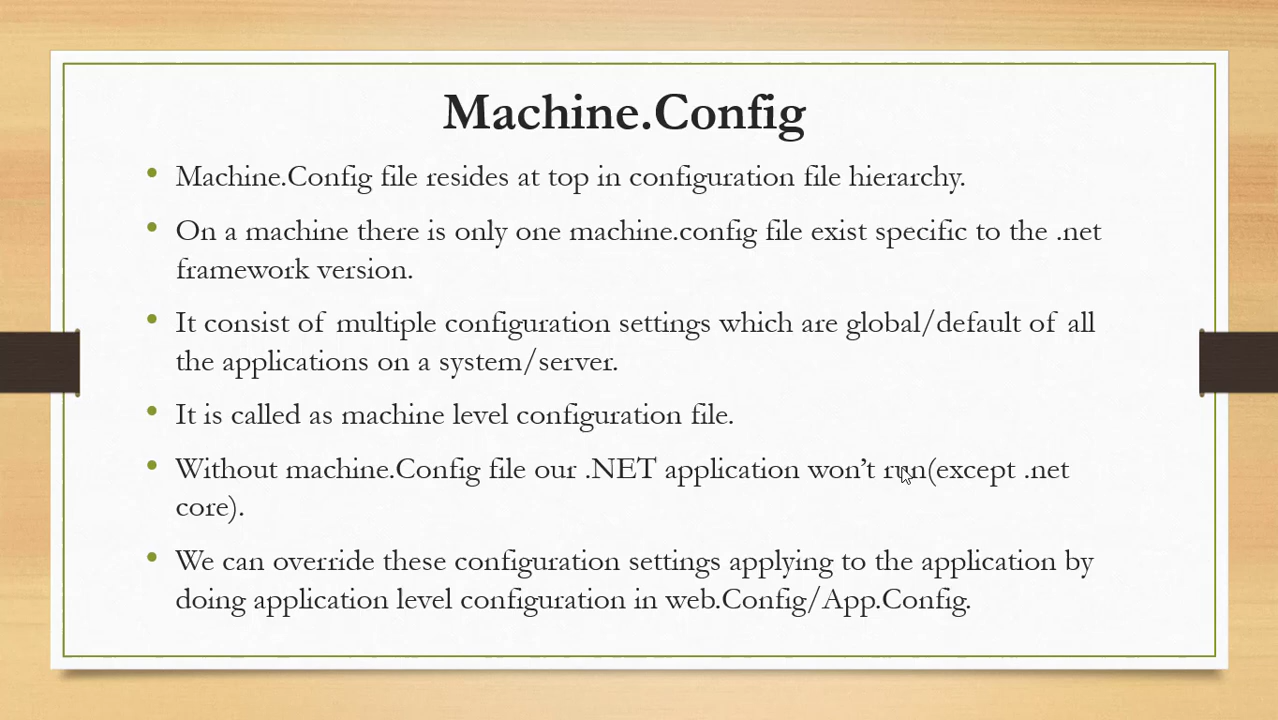 Machine.Config
• Machine.Config file resides at top in configuration file hierarchy.
• On a machine there is only one machine.config file exist specific to the .net
framework version.
• It consist of multiple configuration settings which are global/default of all
the applications on a system/server.
• It is called as machine level configuration file.
• Without machine.Config file our .NET application won’t run(except .net
core).
• We can override these configuration settings applying to the application by
doing application level configuration in web.Config/App.Config.